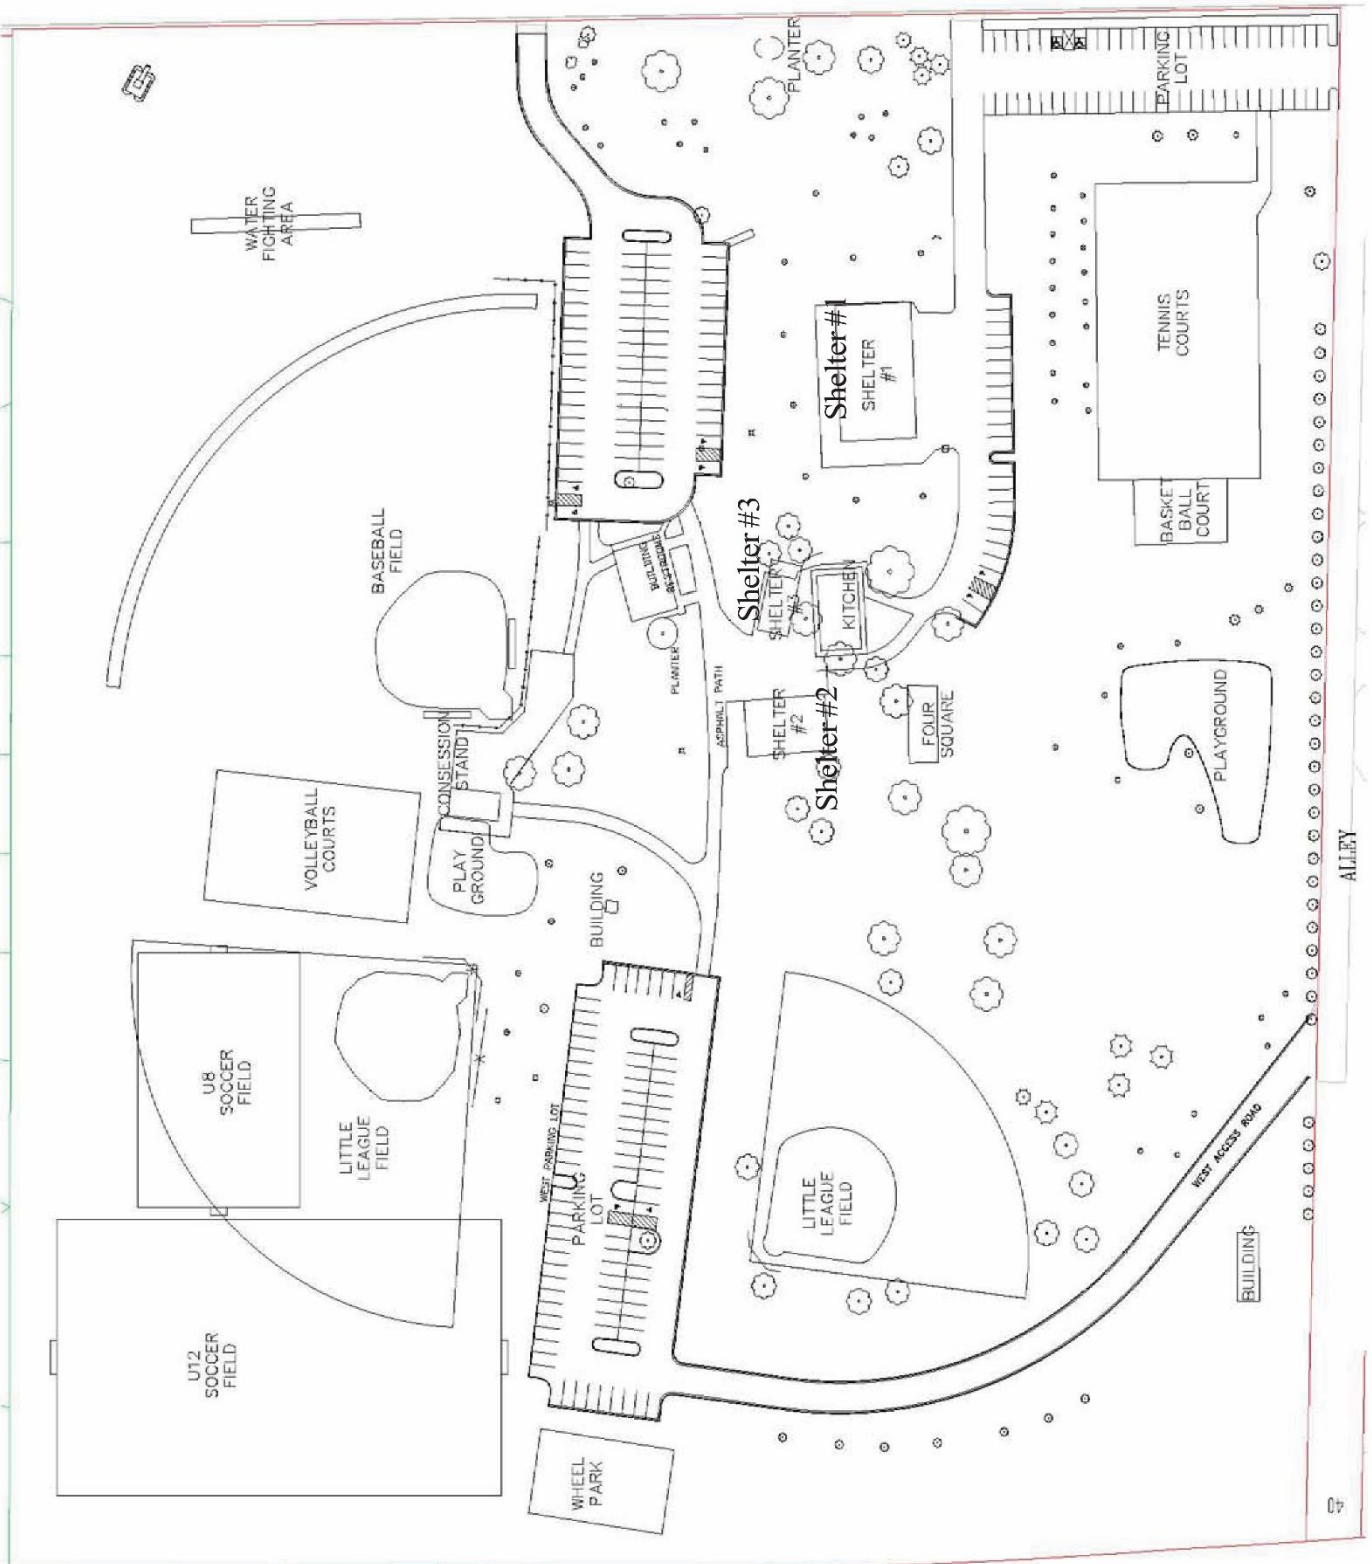 PLANTER
PARKING
LOT
WATER
FIGHTING
AREA
Shelter #1
SHELTER
#1
TENNIS
COURTS
BASEBALL
FIELD
BUILDING
RESTROOMS
Shelter #3
SHELTER
#3
KITCHEN
BASKET
BALL
COURT
PLANTER
ASPHALT PATH
SHELTER
#2
Shelter #2
FOUR
SQUARE
PLAYGROUND
CONSESSION
STAND
VOLLEYBALL
COURTS
PLAY
GROUND
BUILDING
ALLEY
U8
SOCCER
FIELD
LITTLE
LEAGUE
FIELD
WEST PARKING LOT
PARKING
LOT
LITTLE
LEAGUE
FIELD
WEST ACCESS ROAD
BUILDING
U12
SOCCER
FIELD
WHEEL
PARK
40